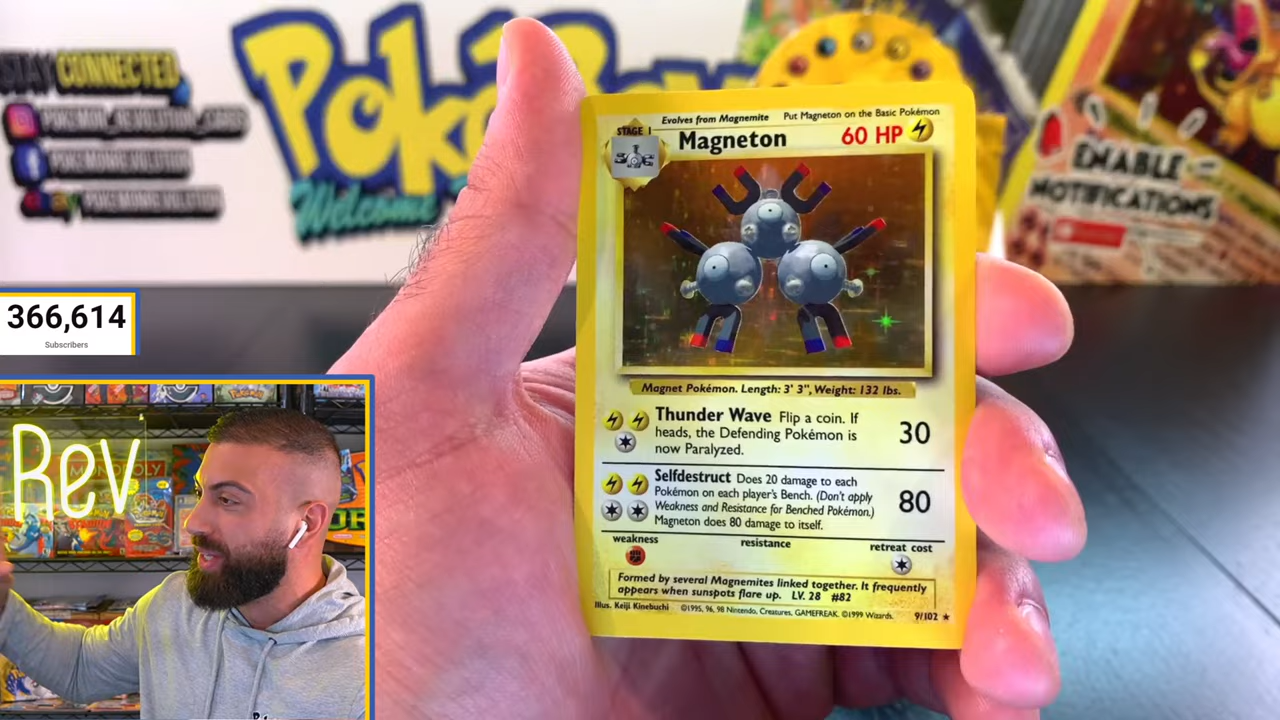 STAY CONNECTED
POKEMON_REVOLUTION_CARDS
POKEMONREVOLUTION
POKEMONREVOLUTION
Welcome
ENABLE
NOTIFICATIONS
366,614
Subscribers
Rev
MONOPOLY
Evolves from Magnemite Put Magneton on the Basic Pokémon
STAGE 1
Magneton 60 HP
Magnet Pokémon. Length: 3' 3", Weight: 132 lbs.
Thunder Wave Flip a coin. If
heads, the Defending Pokémon is
now Paralyzed.
30
Selfdestruct Does 20 damage to each
Pokémon on each player's Bench. (Don't apply
Weakness and Resistance for Benched Pokémon.)
Magneton does 80 damage to itself.
80
weakness resistance retreat cost
Formed by several Magnemites linked together. It frequently
appears when sunspots flare up. LV. 28 #82
Illus. Keiji Kinebuchi ©1995, 96, 98 Nintendo, Creatures, GAMEFREAK. ©1999 Wizards. 9/102